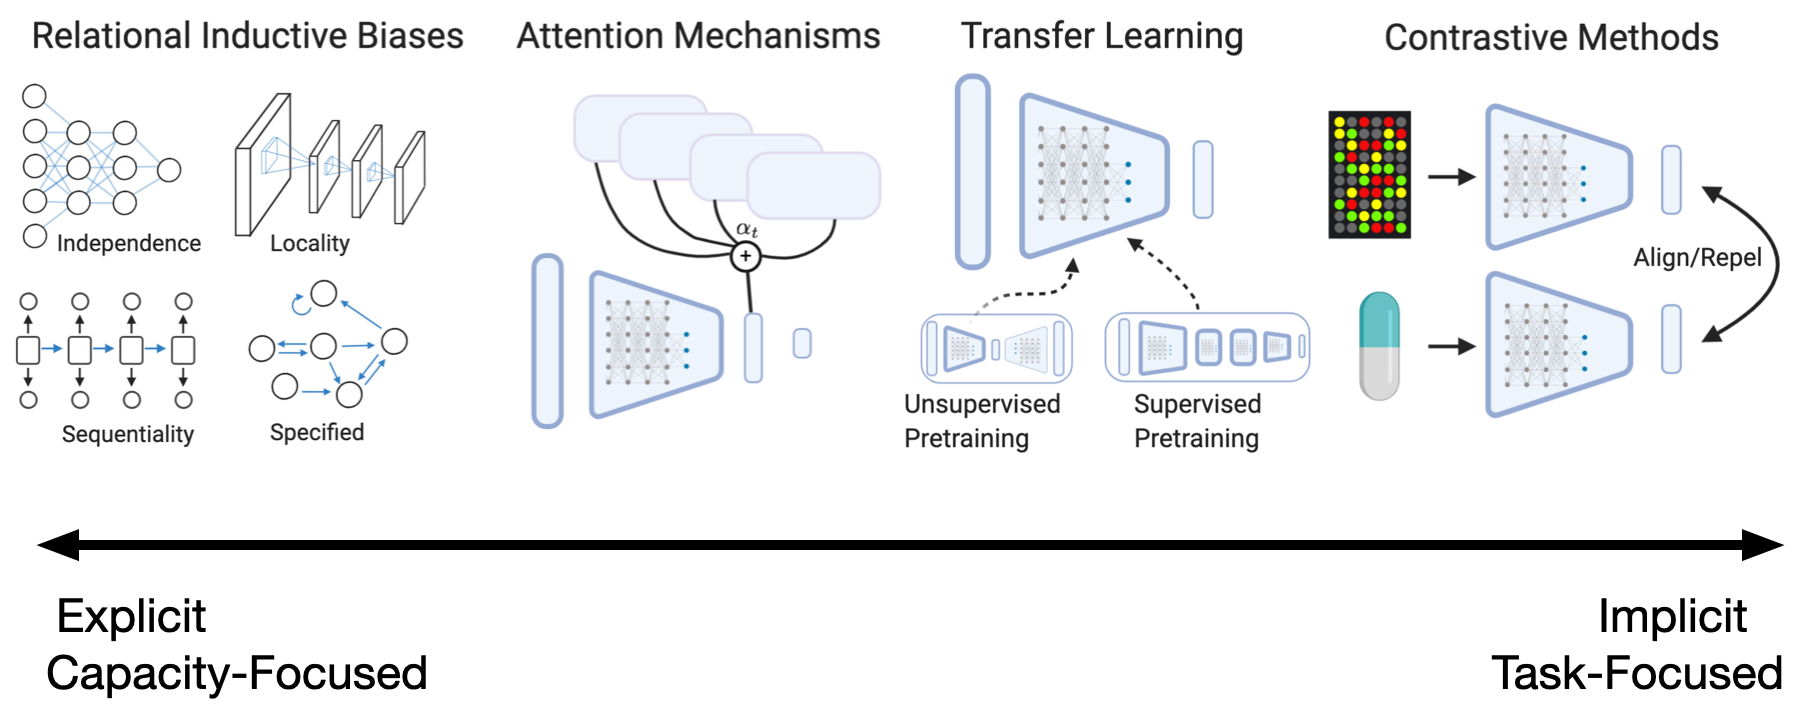 Relational Inductive Biases
Attention Mechanisms
Transfer Learning
Contrastive Methods
Independence
Locality
Sequentiality
Specified
αt
+
Unsupervised
Pretraining
Supervised
Pretraining
Align/Repel
Explicit
Capacity-Focused
Implicit
Task-Focused